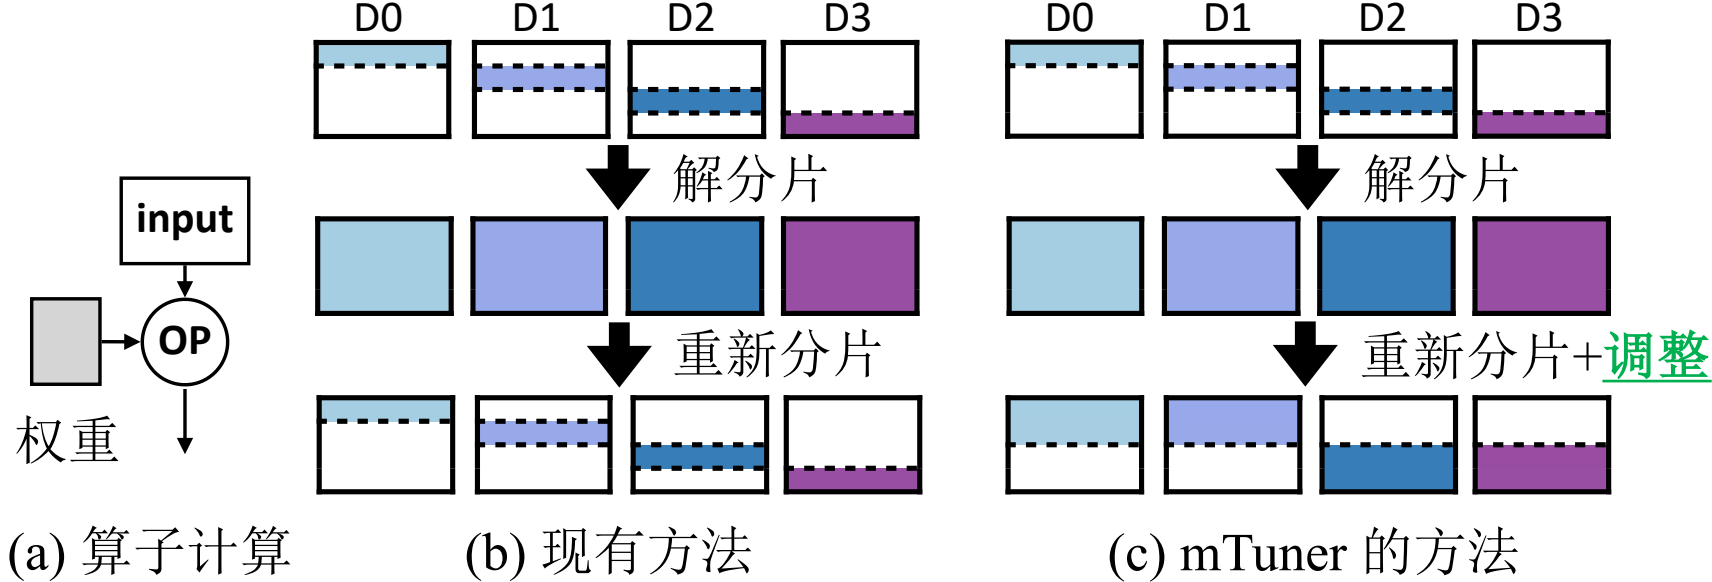 D0 D1 D2 D3
D0 D1 D2 D3
解分片
解分片
input
OP
权重
重新分片
重新分片+调整
(a) 算子计算
(b) 现有方法
(c) mTuner 的方法